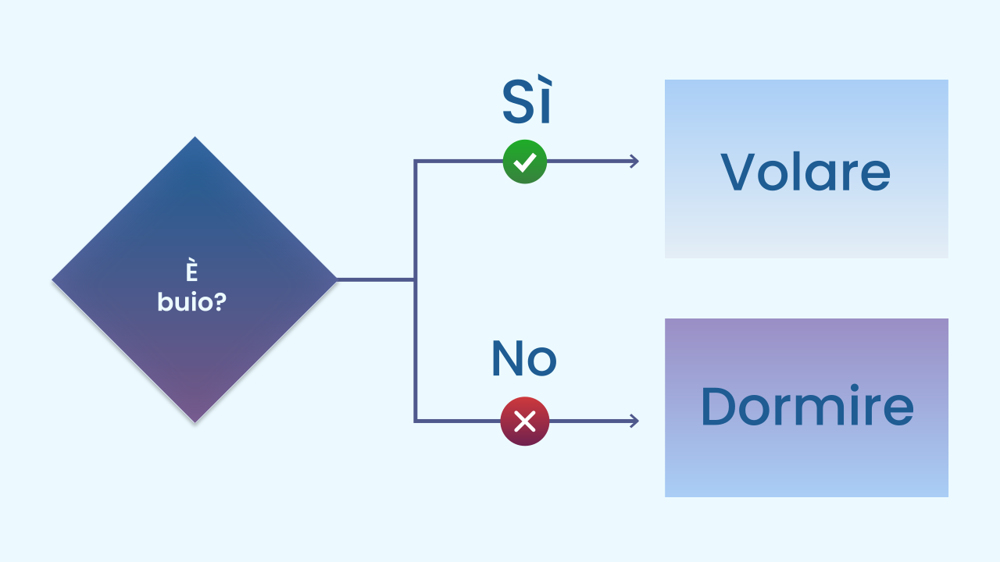 È
buio?
Sì
Volare
No
Dormire